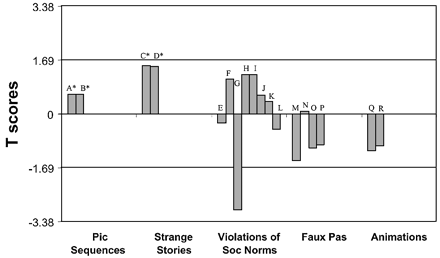 3.38
1.69
0
-1.69
-3.38
T scores
A* B*
C* D*
E
F
G
H I
J
K
L
M
N
O P
Q R
Pic
Sequences
Strange
Stories
Violations of
Soc Norms
Faux Pas
Animations